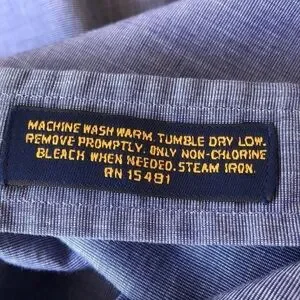 MACHINE WASH WARM. TUMBLE DRY LOW.
REMOVE PROMPTLY. ONLY NON-CHLORINE
BLEACH WHEN NEEDED. STEAM IRON.
RN 15481